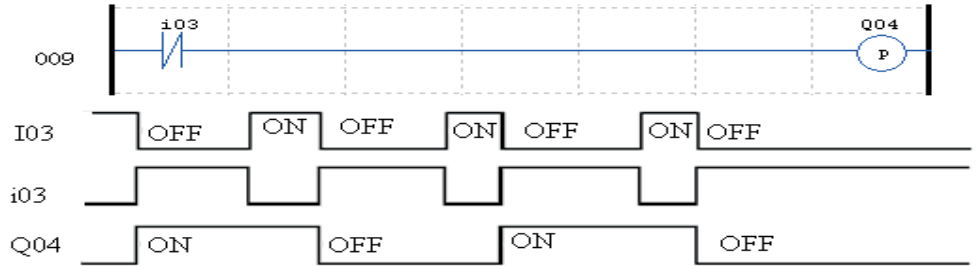 i03 Q04
009 P
I03 OFF ON OFF ON OFF ON OFF
i03
Q04 ON OFF ON OFF